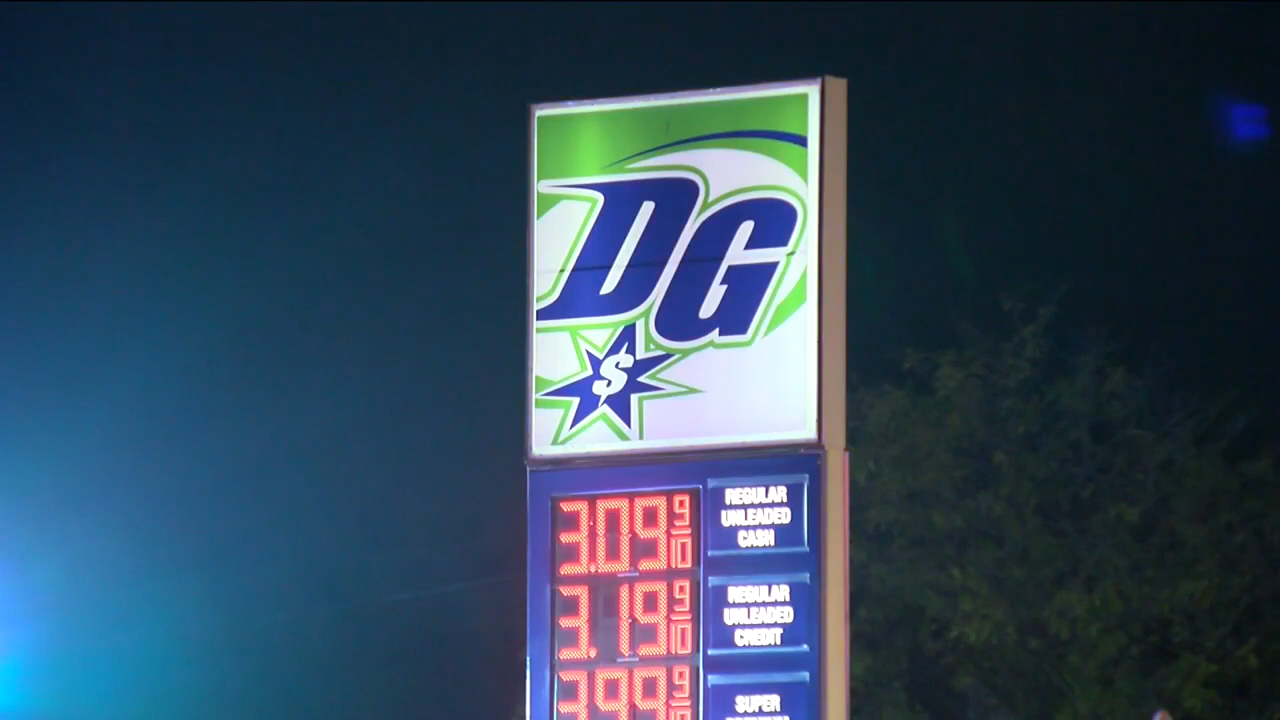 DG
$
3.09 9/10
REGULAR
UNLEADED
CASH
3.19 9/10
REGULAR
UNLEADED
CREDIT
3.99 9
SUPER